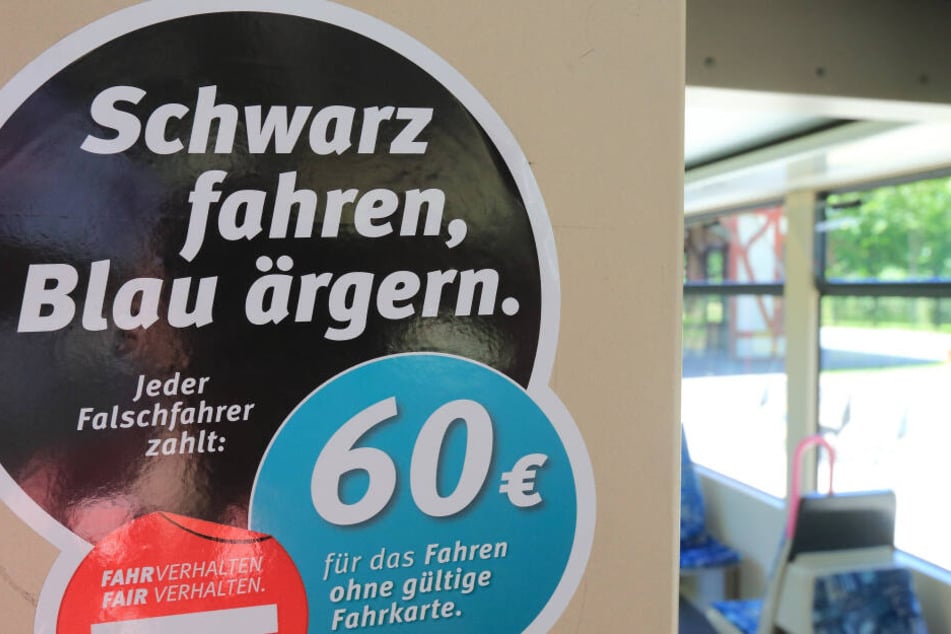 Schwarz
fahren,
Blau ärgern.
Jeder
Falschfahrer
zahlt:
60 €
für das Fahren
ohne gültige
Fahrkarte.
FAHRVERHALTEN.
FAIR VERHALTEN.